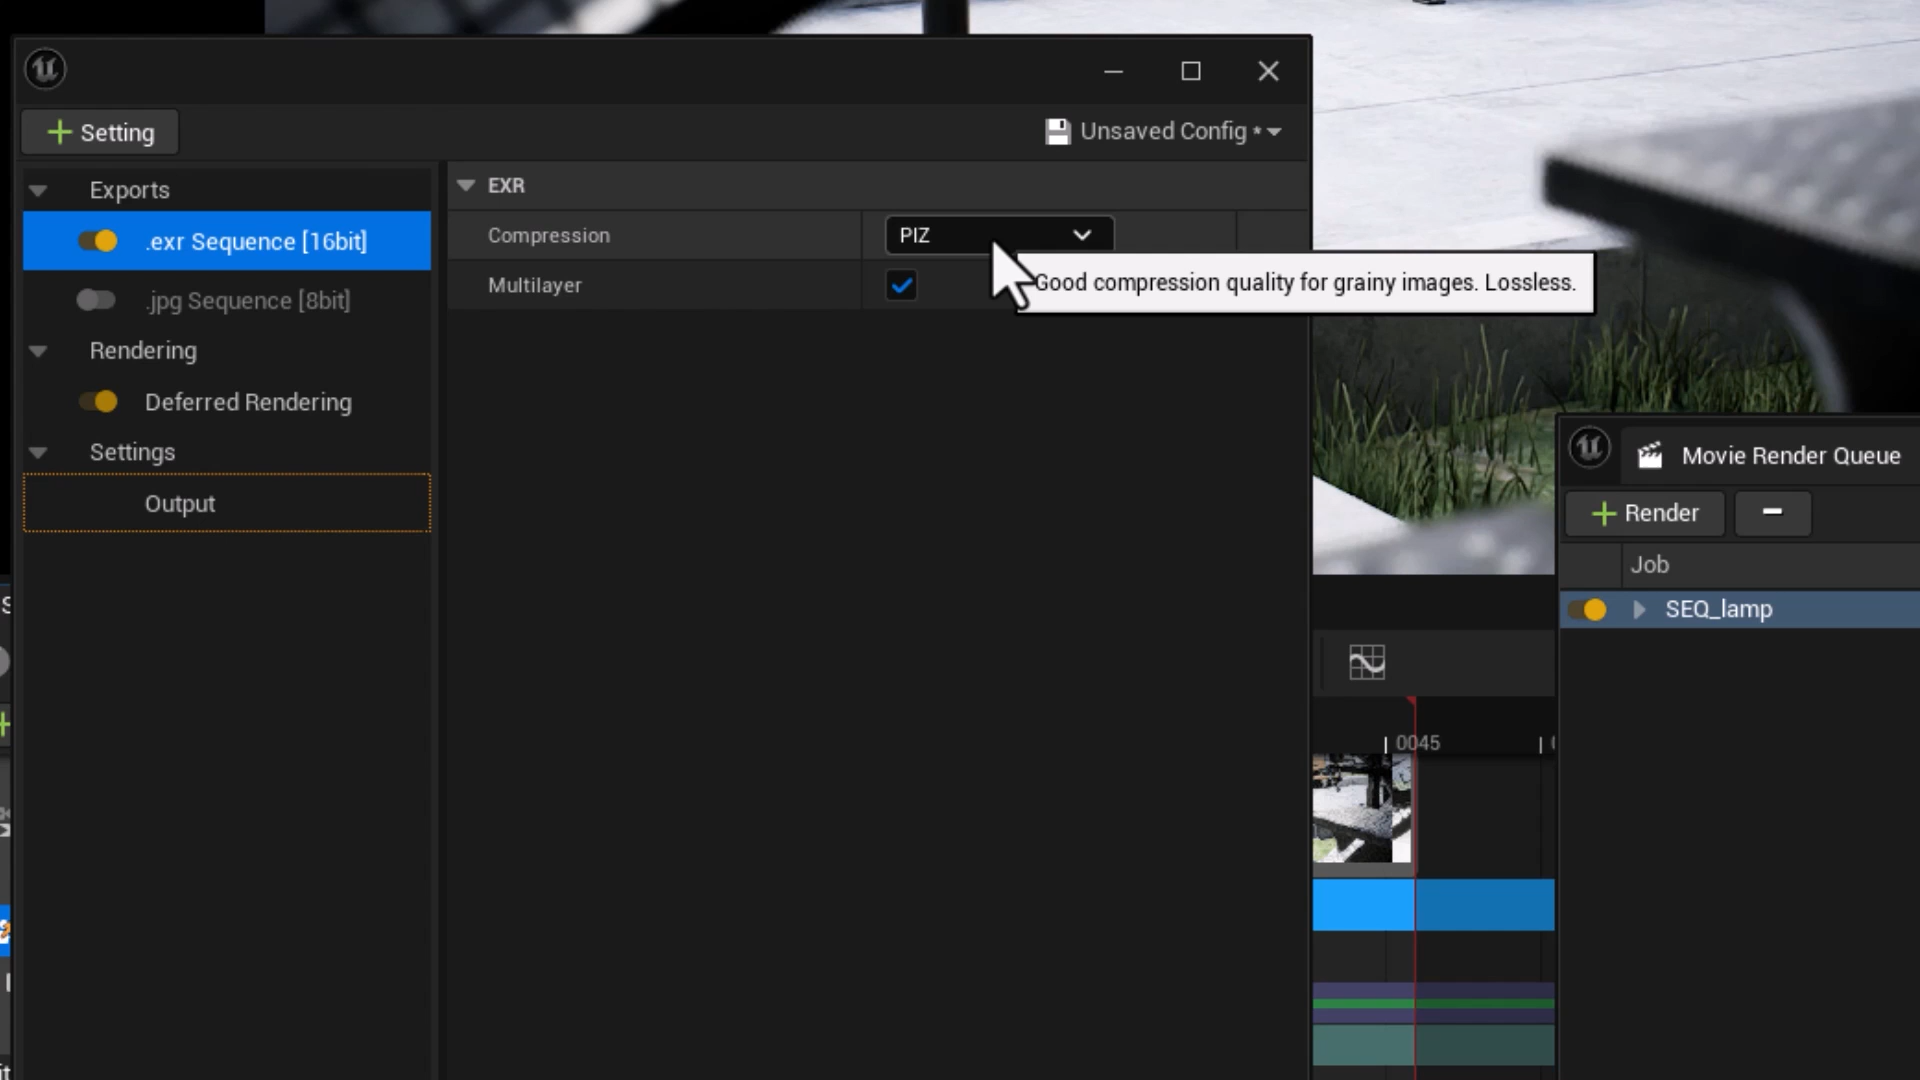 Setting
Unsaved Config *
Exports
.exr Sequence [16bit]
.jpg Sequence [8bit]
Rendering
Deferred Rendering
Settings
Output
EXR
Compression
PIZ
Multilayer
Good compression quality for grainy images. Lossless.
Movie Render Queue
Render
Job
SEQ_lamp
0045